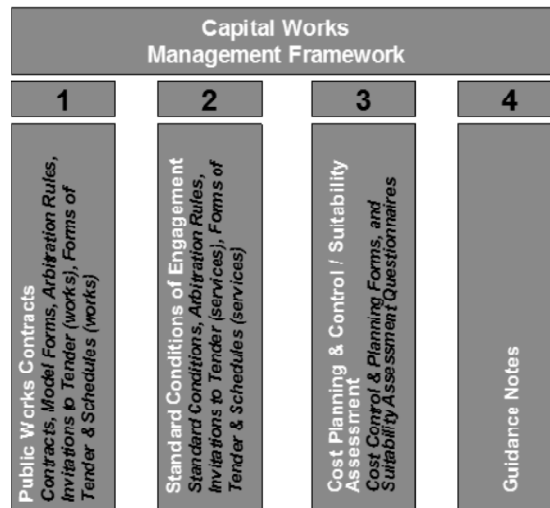 Capital Works
Management Framework
1
2
3
4
Public Works Contracts
Contracts, Model Forms, Arbitration Rules,
Invitations to Tender (works), Forms of
Tender & Schedules (works)
Standard Conditions of Engagement
Standard Conditions, Arbitration Rules,
Invitations to Tender (services), Forms of
Tender & Schedules (services)
Cost Planning & Control / Suitability
Assessment
Cost Control & Planning Forms, and
Suitability Assessment Questionnaires
Guidance Notes